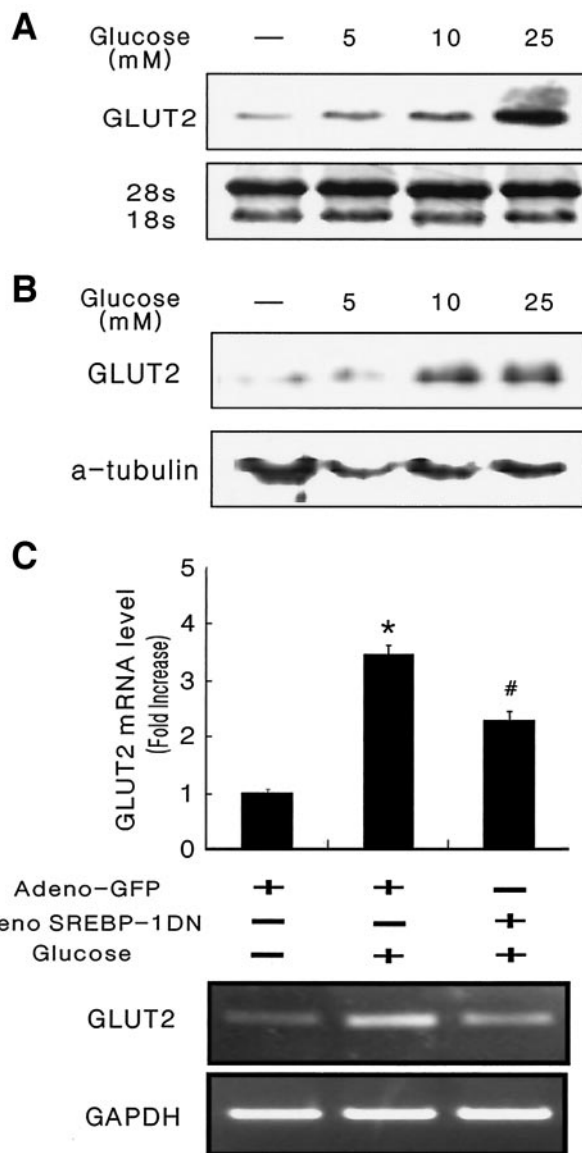 A
Glucose — 5 10 25
(mM)
GLUT2
28s
18s
B
Glucose — 5 10 25
(mM)
GLUT2
a-tubulin
C
GLUT2 mRNA level
(Fold Increase)
5
4
3
2
1
0
*
#
Adeno-GFP + + —
eno SREBP-1DN — — +
Glucose — + +
GLUT2
GAPDH